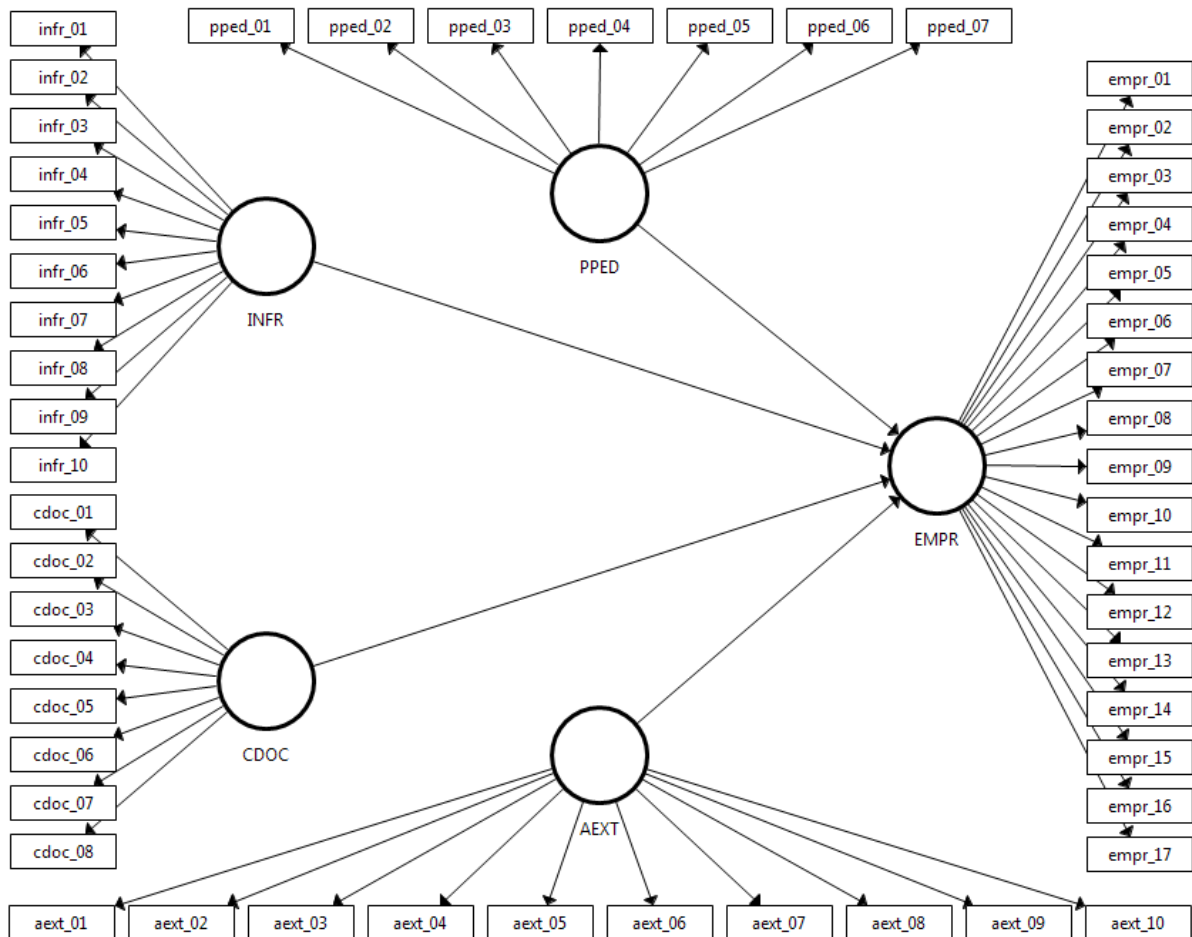 infr_01
infr_02
infr_03
infr_04
infr_05
infr_06
infr_07
infr_08
infr_09
infr_10
INFR
pped_01
pped_02
pped_03
pped_04
pped_05
pped_06
pped_07
PPED
empr_01
empr_02
empr_03
empr_04
empr_05
empr_06
empr_07
empr_08
empr_09
empr_10
empr_11
empr_12
empr_13
empr_14
empr_15
empr_16
empr_17
EMPR
cdoc_01
cdoc_02
cdoc_03
cdoc_04
cdoc_05
cdoc_06
cdoc_07
cdoc_08
CDOC
AEXT
aext_01
aext_02
aext_03
aext_04
aext_05
aext_06
aext_07
aext_08
aext_09
aext_10